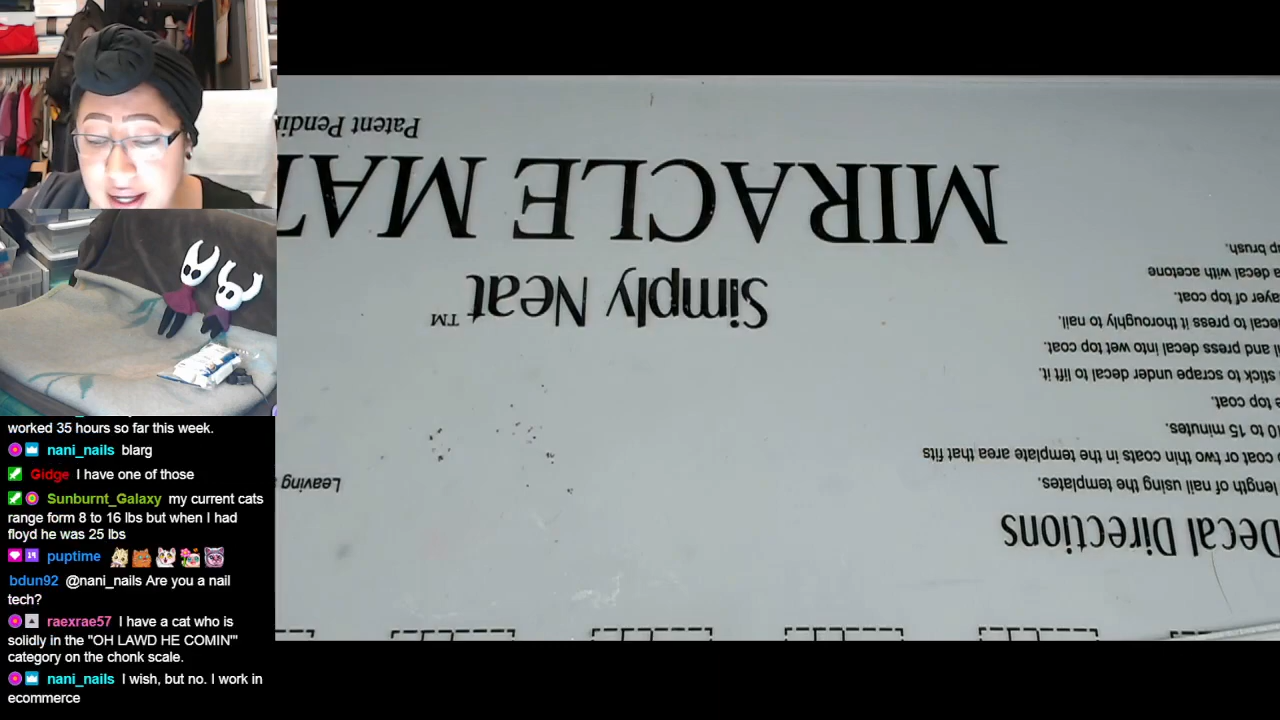 worked 35 hours so far this week.
nani_nails blarg
Gidge I have one of those
Sunburnt_Galaxy my current cats
range form 8 to 16 lbs but when I had
floyd he was 25 lbs
puptime
bdun92 @nani_nails Are you a nail
tech?
raexrae57 I have a cat who is
solidly in the "OH LAWD HE COMIN'"
category on the chonk scale.
nani_nails I wish, but no. I work in
ecommerce
Decal Directions
length of nail using the templates.
coat or two thin coats in the template area that fits
10 to 15 minutes.
top coat.
stick to scrape under decal to lift it.
and press decal into wet top coat.
decal to press it thoroughly to nail.
layer of top coat.
decal with acetone
brush.
Leaving
Simply Neat™
MIRACLE MAT
Patent Pendi